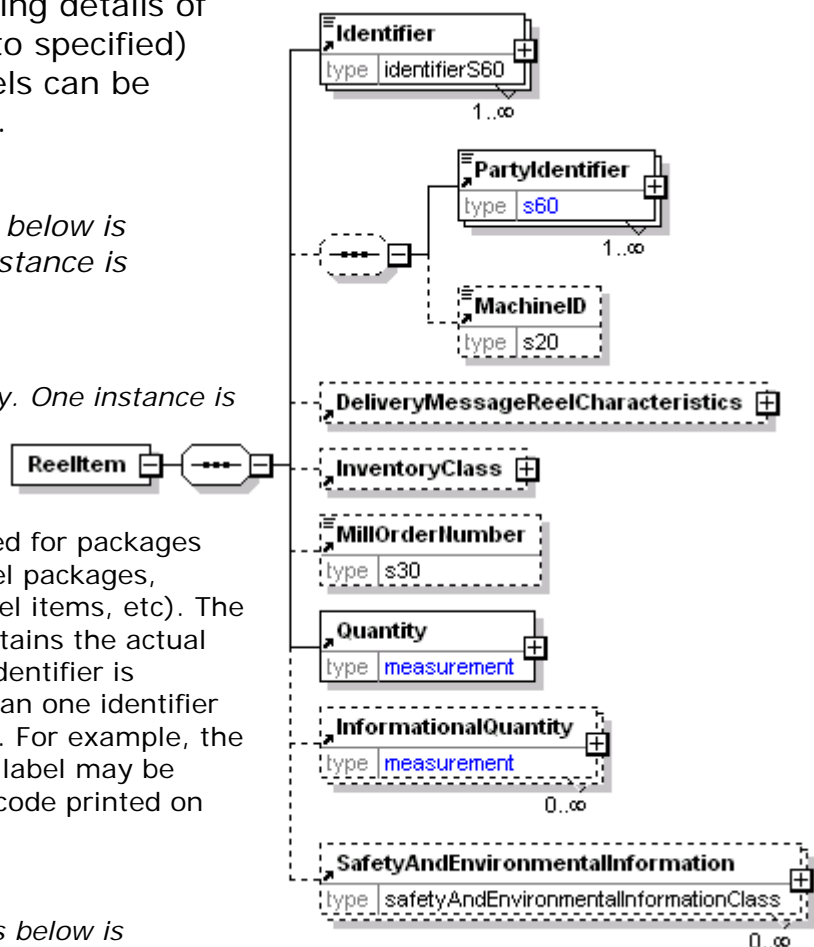 ing details of
to specified)
els can be
.
below is
stance is
y. One instance is
ed for packages
el packages,
el items, etc). The
tains the actual
dentifier is
an one identifier
. For example, the
label may be
code printed on
s below is
ReelItem
Identifier
type identifierS60
1..∞
PartyIdentifier
type s60
1..∞
MachineID
type s20
DeliveryMessageReelCharacteristics
InventoryClass
MillOrderNumber
type s30
Quantity
type measurement
InformationalQuantity
type measurement
0..∞
SafetyAndEnvironmentalInformation
type safetyAndEnvironmentalInformationClass
0..∞